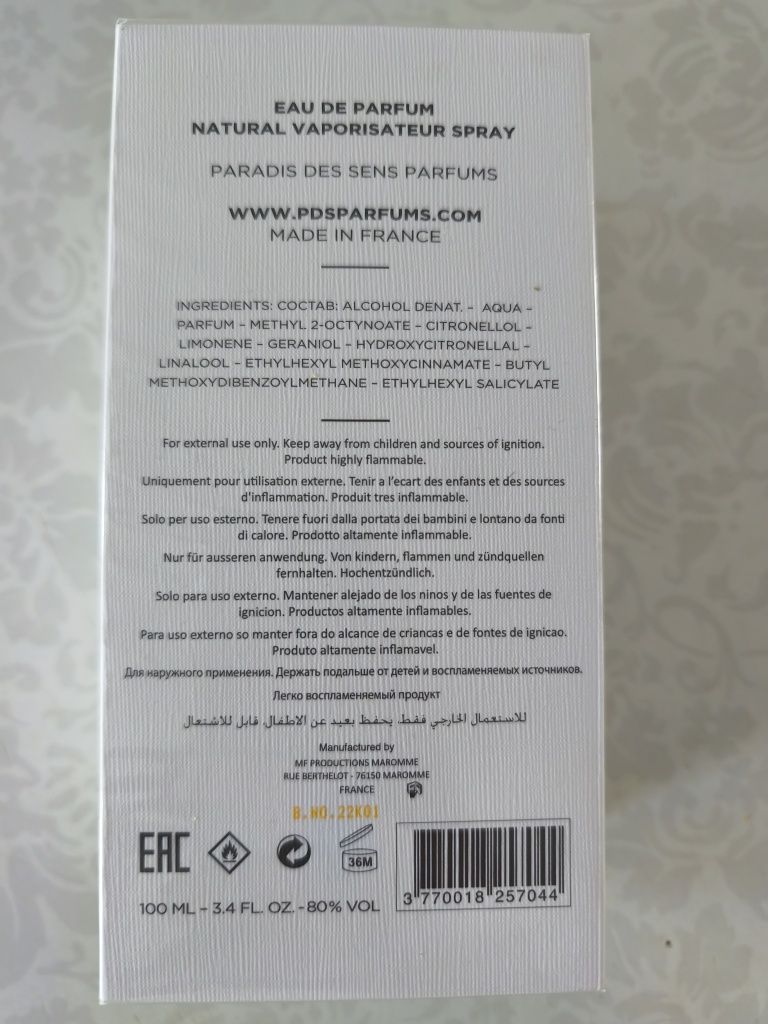 EAU DE PARFUM
NATURAL VAPORISATEUR SPRAY
PARADIS DES SENS PARFUMS
WWW.PDSPARFUMS.COM
MADE IN FRANCE
INGREDIENTS: COCTAB: ALCOHOL DENAT. - AQUA -
PARFUM - METHYL 2-OCTYNOATE - CITRONELLOL -
LIMONENE - GERANIOL - HYDROXYCITRONELLAL -
LINALOOL - ETHYLHEXYL METHOXYCINNAMATE - BUTYL
METHOXYDIBENZOYLMETHANE - ETHYLHEXYL SALICYLATE
For external use only. Keep away from children and sources of ignition.
Product highly flammable.
Uniquement pour utilisation externe. Tenir a l'ecart des enfants et des sources
d'inflammation. Produit tres inflammable.
Solo per uso esterno. Tenere fuori dalla portata dei bambini e lontano da fonti
di calore. Prodotto altamente inflammable.
Nur für ausseren anwendung. Von kindern, flammen und zündquellen
fernhalten. Hochentzündlich.
Solo para uso externo. Mantener alejado de los ninos y de las fuentes de
ignicion. Productos altamente inflamables.
Para uso externo so manter fora do alcance de criancas e de fontes de ignicao.
Produto altamente inflamavel.
Для наружного применения. Держать подальше от детей и воспламеняемых источников.
Легко воспламеняемый продукт
للاستعمال الخارجي فقط. يحفظ بعيد عن الاطفال. قابل للاشتعال
Manufactured by
MF PRODUCTIONS MAROMME
RUE BERTHELOT - 76150 MAROMME
FRANCE
B.NO.22K01
EAC
36M
3 770018 257044
100 ML - 3.4 FL. OZ. - 80% VOL